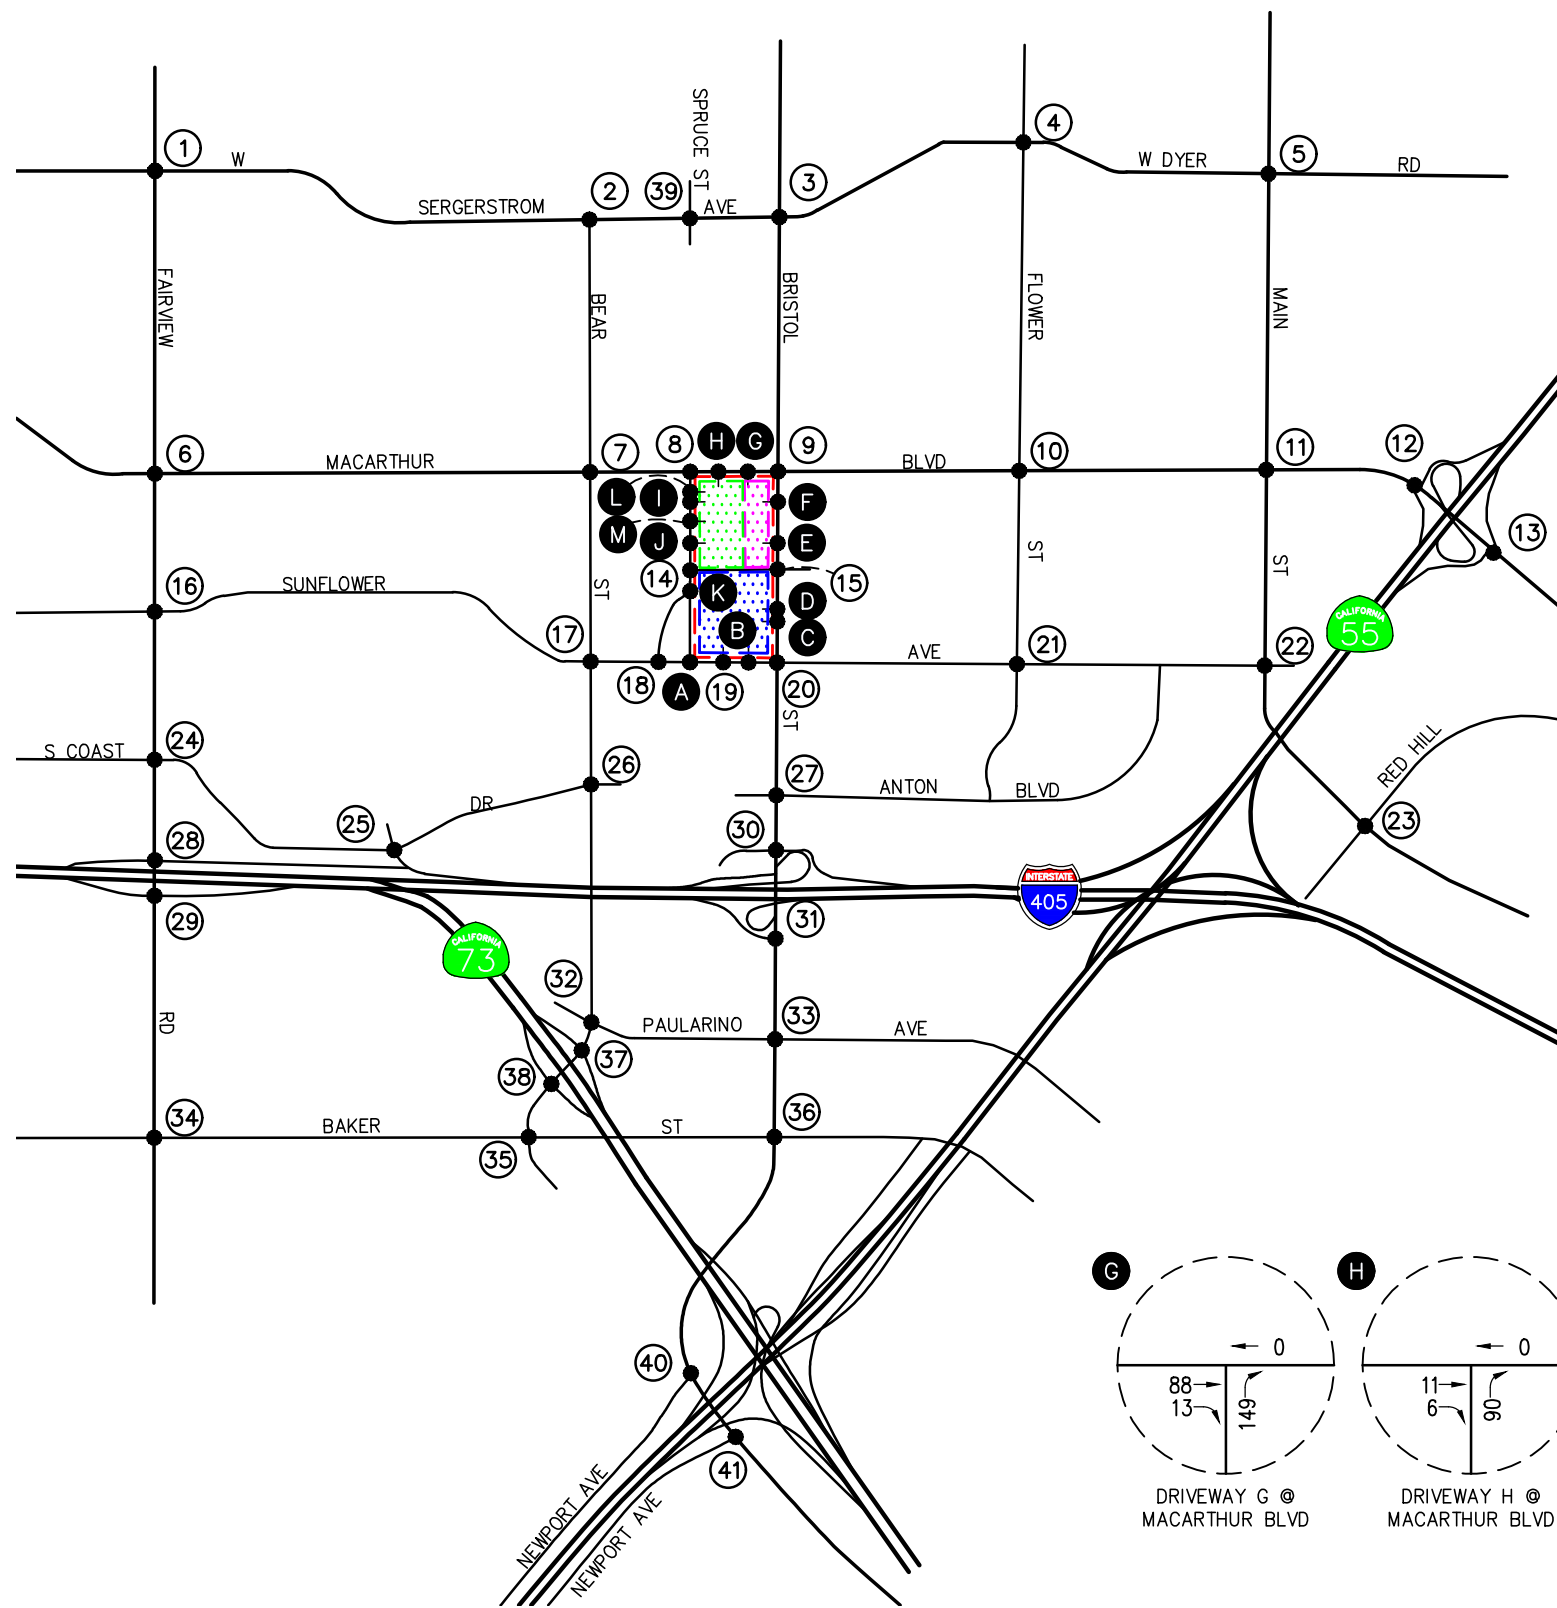 SPRUCE ST
1
W
2
39
3
4
5
SERGERSTROM
AVE
W DYER
RD
FAIRVIEW
BEAR
BRISTOL
FLOWER
MAIN
6
MACARTHUR
7
8
H
G
9
BLVD
10
11
12
L
I
F
M
J
E
13
ST
ST
16
SUNFLOWER
ST
14
K
15
D
B
C
CALIFORNIA
55
17
18
A
19
20
AVE
21
22
ST
S COAST
24
26
27
ANTON
BLVD
RED HILL
DR
25
30
23
28
INTERSTATE
405
29
31
CALIFORNIA
73
32
RD
PAULARINO
33
AVE
37
38
34
BAKER
35
ST
36
40
41
NEWPORT AVE
NEWPORT AVE
G
0
88
13
149
DRIVEWAY G @
MACARTHUR BLVD
H
0
11
6
90
DRIVEWAY H @
MACARTHUR BLVD